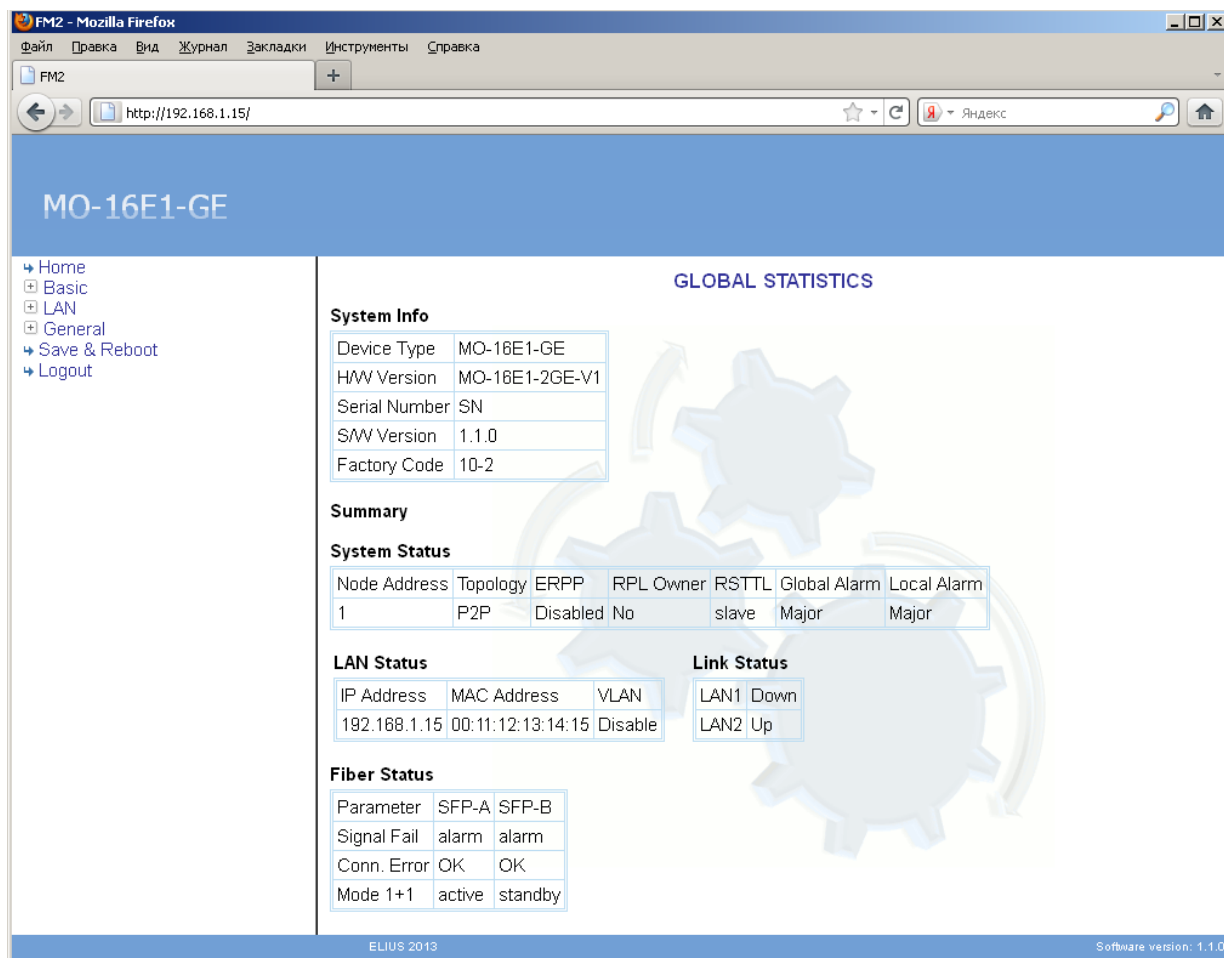 FM2 - Mozilla Firefox
Файл Правка Вид Журнал Закладки Инструменты Справка
FM2
http://192.168.1.15/
Яндекс
MO-16E1-GE
Home
Basic
LAN
General
Save & Reboot
Logout
GLOBAL STATISTICS
System Info
Device Type MO-16E1-GE
H/W Version MO-16E1-2GE-V1
Serial Number SN
S/W Version 1.1.0
Factory Code 10-2
Summary
System Status
Node Address Topology ERPP RPL Owner RSTTL Global Alarm Local Alarm
1 P2P Disabled No slave Major Major
LAN Status
IP Address MAC Address VLAN
192.168.1.15 00:11:12:13:14:15 Disable
Link Status
LAN1 Down
LAN2 Up
Fiber Status
Parameter SFP-A SFP-B
Signal Fail alarm alarm
Conn. Error OK OK
Mode 1+1 active standby
ELIUS 2013
Software version: 1.1.0